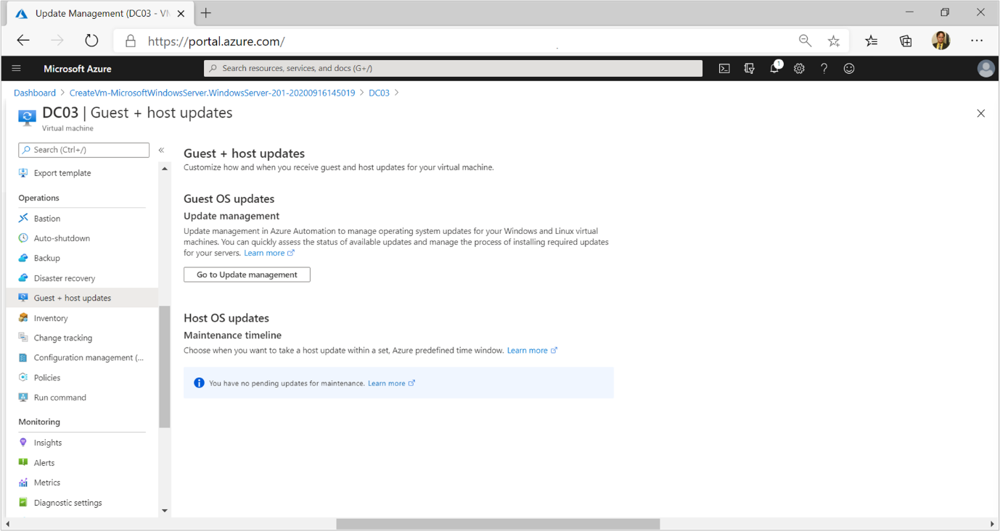 Update Management (DC03 - VM
https://portal.azure.com/
Microsoft Azure
Search resources, services, and docs (G+/)
1
Dashboard > CreateVm-MicrosoftWindowsServer.WindowsServer-201-20200916145019 > DC03 >
DC03 | Guest + host updates
Virtual machine
Search (Ctrl+/)
«
Export template
Operations
Bastion
Auto-shutdown
Backup
Disaster recovery
Guest + host updates
Inventory
Change tracking
Configuration management (...
Policies
Run command
Monitoring
Insights
Alerts
Metrics
Diagnostic settings
Guest + host updates
Customize how and when you receive guest and host updates for your virtual machine.
Guest OS updates
Update management
Update management in Azure Automation to manage operating system updates for your Windows and Linux virtual
machines. You can quickly assess the status of available updates and manage the process of installing required updates
for your servers. Learn more
Go to Update management
Host OS updates
Maintenance timeline
Choose when you want to take a host update within a set, Azure predefined time window. Learn more
You have no pending updates for maintenance. Learn more